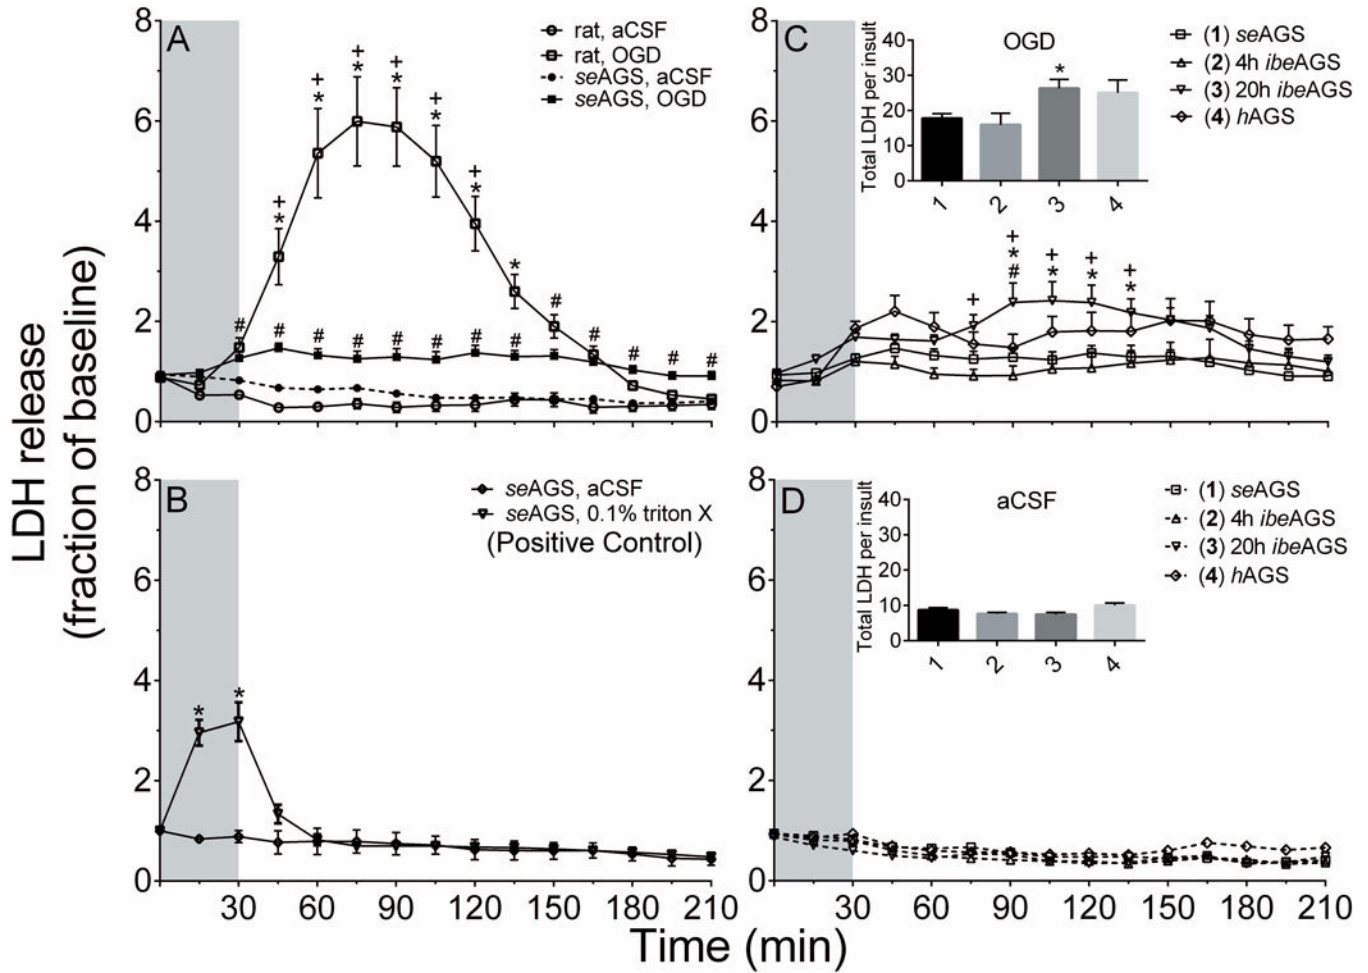 A
rat, aCSF
rat, OGD
seAGS, aCSF
seAGS, OGD
8
6
4
2
0
+
*
+
*
+
*
+
*
+
*
+
*
*
#
#
#
#
#
#
#
#
#
#
#
#
#
C
OGD
Total LDH per insult
40
30
20
10
0
*
1
2
3
4
(1) seAGS
(2) 4h ibeAGS
(3) 20h ibeAGS
(4) hAGS
8
6
4
2
0
+
+
*
#
+
*
+
*
+
*
LDH release
(fraction of baseline)
B
seAGS, aCSF
seAGS, 0.1% triton X
(Positive Control)
8
6
4
2
0
*
*
30 60 90 120 150 180 210
D
aCSF
Total LDH per insult
40
30
20
10
0
1
2
3
4
(1) seAGS
(2) 4h ibeAGS
(3) 20h ibeAGS
(4) hAGS
8
6
4
2
0
30 60 90 120 150 180 210
Time (min)